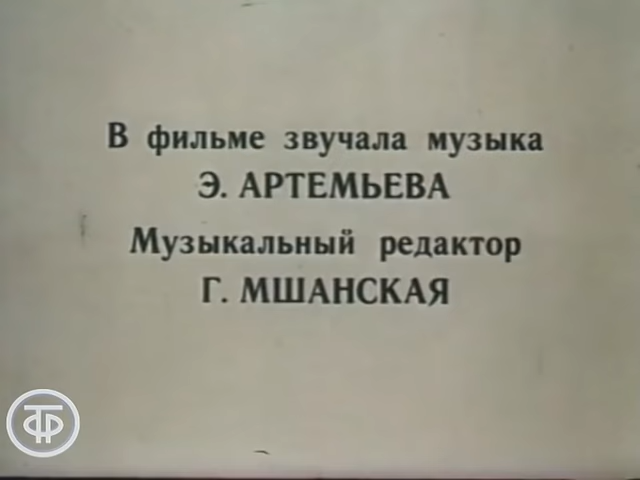 В фильме звучала музыка
Э. АРТЕМЬЕВА
Музыкальный редактор
Г. МШАНСКАЯ